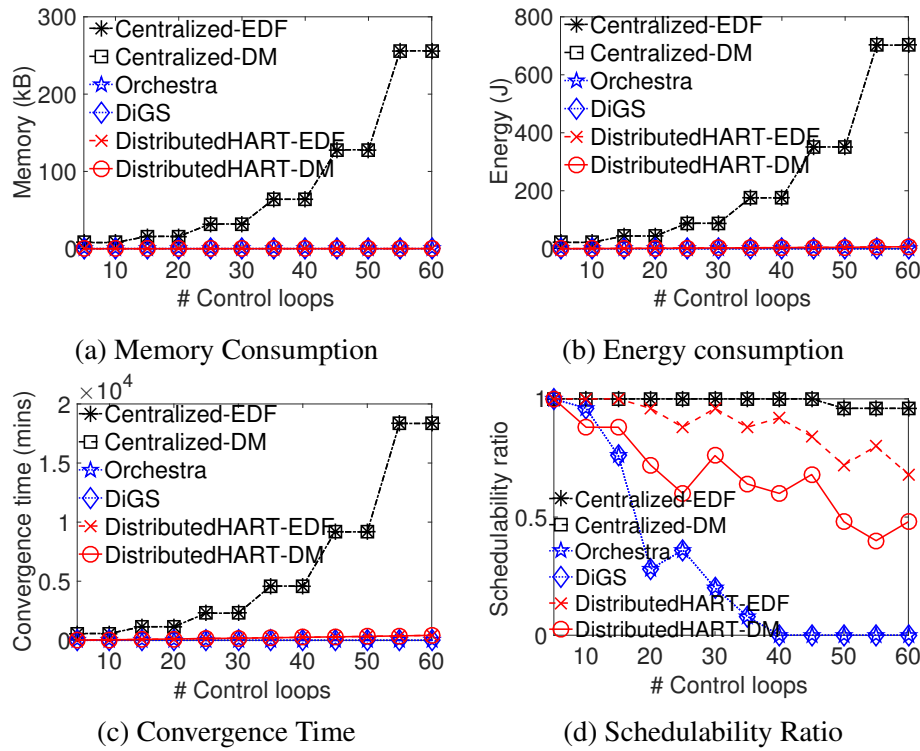 300
200
100
0
Memory (kB)
Centralized-EDF
Centralized-DM
Orchestra
DiGS
DistributedHART-EDF
DistributedHART-DM
10 20 30 40 50 60
# Control loops
(a) Memory Consumption
800
600
400
200
0
Energy (J)
Centralized-EDF
Centralized-DM
Orchestra
DiGS
DistributedHART-EDF
DistributedHART-DM
10 20 30 40 50 60
# Control loops
(b) Energy consumption
×10⁴
2
1.5
1
0.5
0
Convergence time (mins)
Centralized-EDF
Centralized-DM
Orchestra
DiGS
DistributedHART-EDF
DistributedHART-DM
10 20 30 40 50 60
# Control loops
(c) Convergence Time
1
0.5
0
Schedulability ratio
Centralized-EDF
Centralized-DM
Orchestra
DiGS
DistributedHART-EDF
DistributedHART-DM
10 20 30 40 50 60
# Control loops
(d) Schedulability Ratio